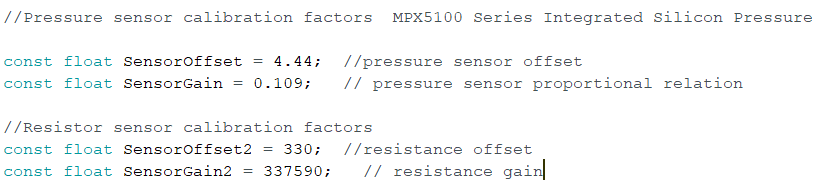 //Pressure sensor calibration factors  MPX5100 Series Integrated Silicon Pressure
const float SensorOffset = 4.44;  //pressure sensor offset
const float SensorGain = 0.109;   // pressure sensor proportional relation
//Resistor sensor calibration factors
const float SensorOffset2 = 330;  //resistance offset
const float SensorGain2 = 337590;   // resistance gain